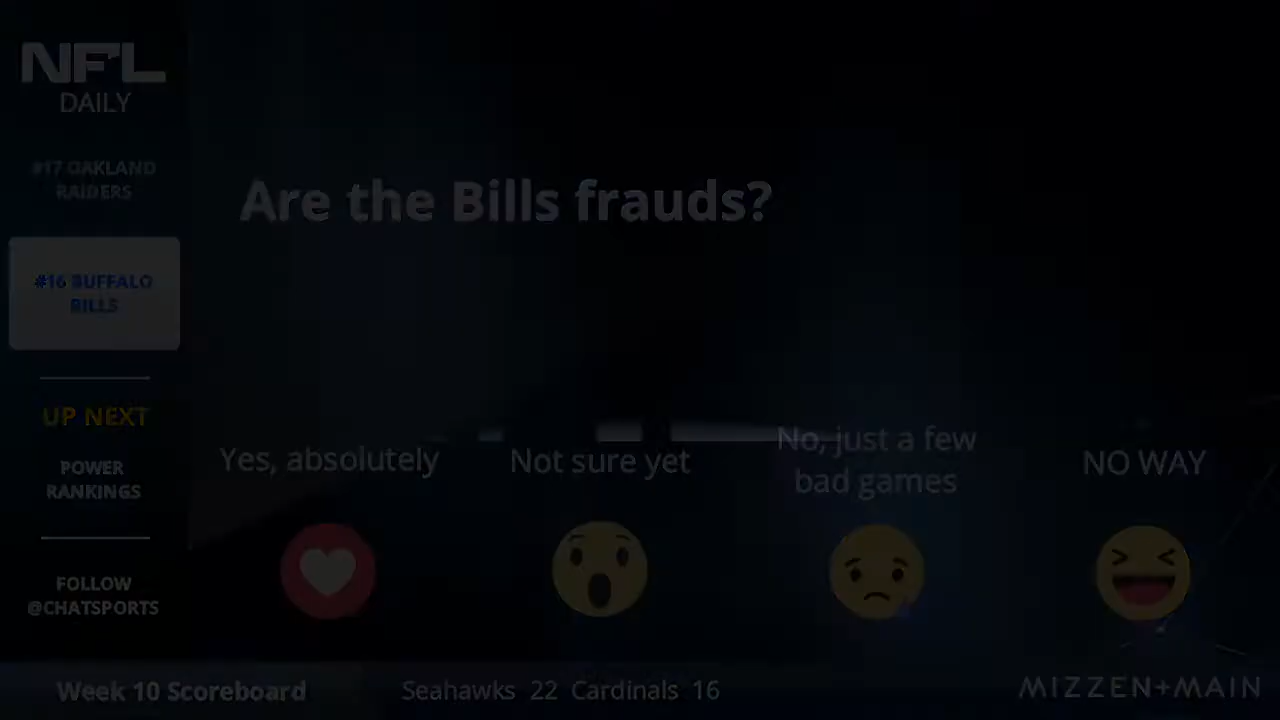 NFL
DAILY
#17 OAKLAND
RAIDERS
#16 BUFFALO
BILLS
UP NEXT
POWER
RANKINGS
FOLLOW
@CHATSPORTS
Are the Bills frauds?
Yes, absolutely
Not sure yet
No, just a few
bad games
NO WAY
Week 10 Scoreboard
Seahawks 22 Cardinals 16
MIZZEN+MAIN